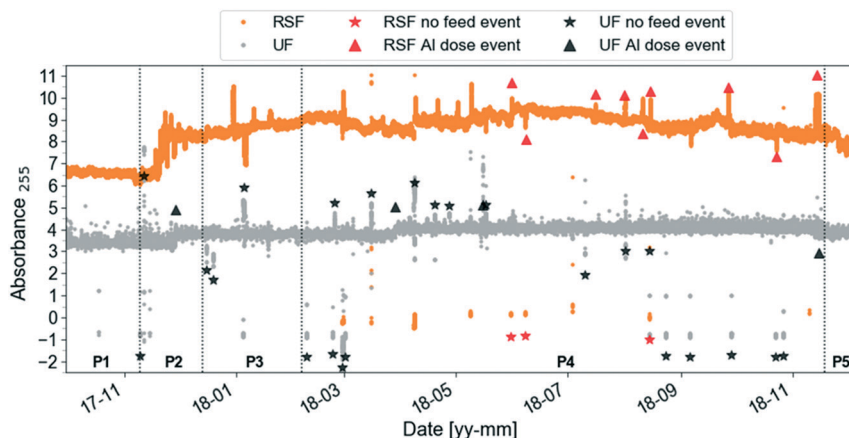 RSF RSF no feed event UF no feed event
UF RSF Al dose event UF Al dose event
11
10
9
8
7
6
5
4
3
2
1
0
−1
−2
Absorbance 255
P1 P2 P3 P4 P5
17-11 18-01 18-03 18-05 18-07 18-09 18-11
Date [yy-mm]